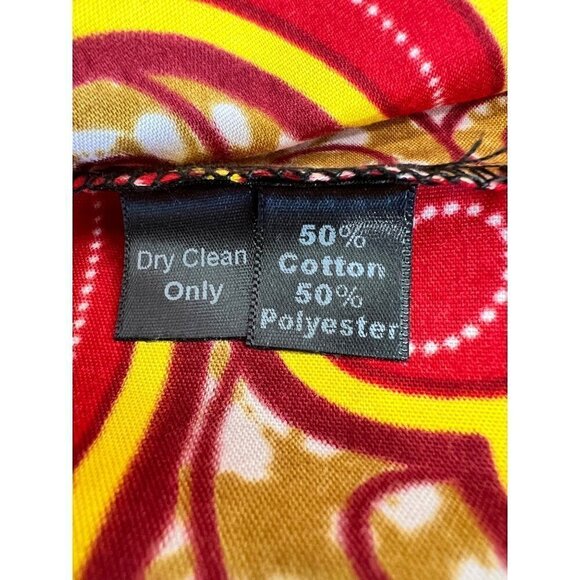 Dry Clean
Only
50%
Cotton
50%
Polyester